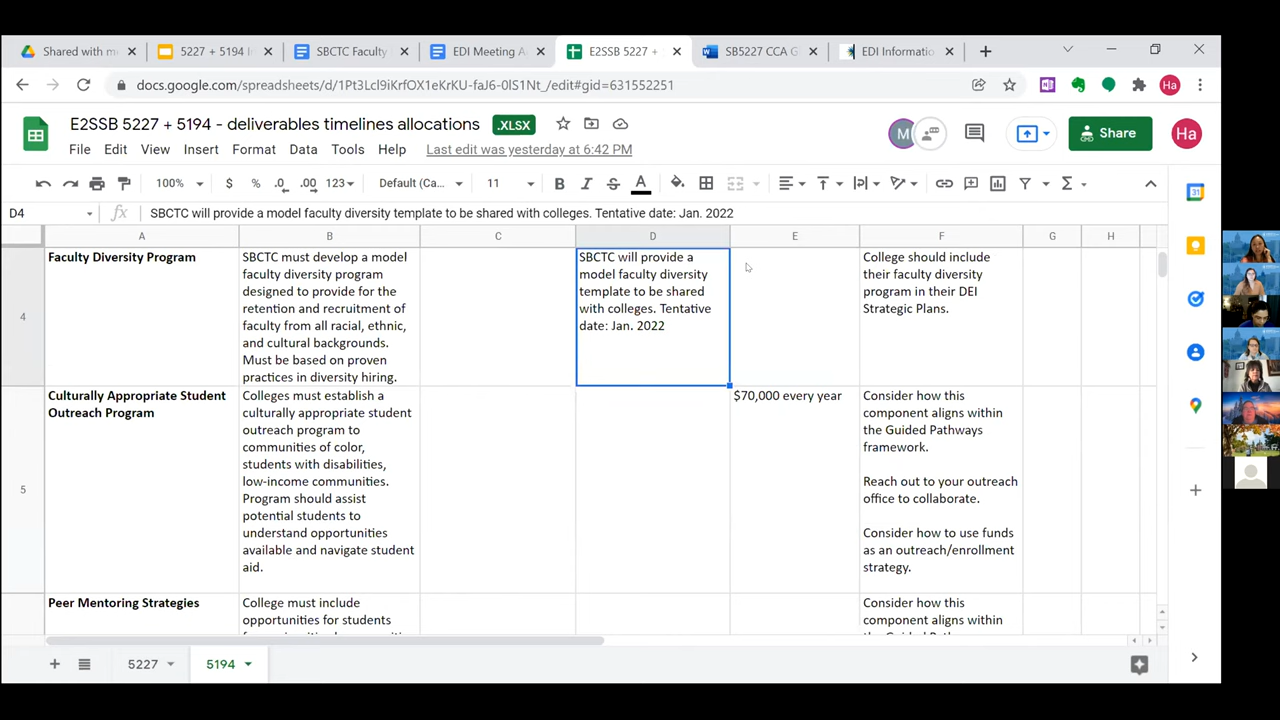 Shared with m
5227 + 5194 I
SBCTC Faculty
EDI Meeting A
E2SSB 5227 +
SB5227 CCA G
EDI Informatio
docs.google.com/spreadsheets/d/1Pt3Lcl9iKrfOX1eKrKU-faJ6-0lS1Nt_/edit#gid=631552251
Ha
E2SSB 5227 + 5194 - deliverables timelines allocations
.XLSX
File Edit View Insert Format Data Tools Help Last edit was yesterday at 6:42 PM
M
Share
Ha
100% $ % .0 .00 123 Default (Ca... 11 B I S A
31
D4 fx SBCTC will provide a model faculty diversity template to be shared with colleges. Tentative date: Jan. 2022
A B C D E F G H
4
Faculty Diversity Program
SBCTC must develop a model
faculty diversity program
designed to provide for the
retention and recruitment of
faculty from all racial, ethnic,
and cultural backgrounds.
Must be based on proven
practices in diversity hiring.
SBCTC will provide a
model faculty diversity
template to be shared
with colleges. Tentative
date: Jan. 2022
College should include
their faculty diversity
program in their DEI
Strategic Plans.
5
Culturally Appropriate Student
Outreach Program
Colleges must establish a
culturally appropriate student
outreach program to
communities of color,
students with disabilities,
low-income communities.
Program should assist
potential students to
understand opportunities
available and navigate student
aid.
$70,000 every year
Consider how this
component aligns within
the Guided Pathways
framework.
Reach out to your outreach
office to collaborate.
Consider how to use funds
as an outreach/enrollment
strategy.
Peer Mentoring Strategies
College must include
opportunities for students
Consider how this
component aligns within
5227
5194